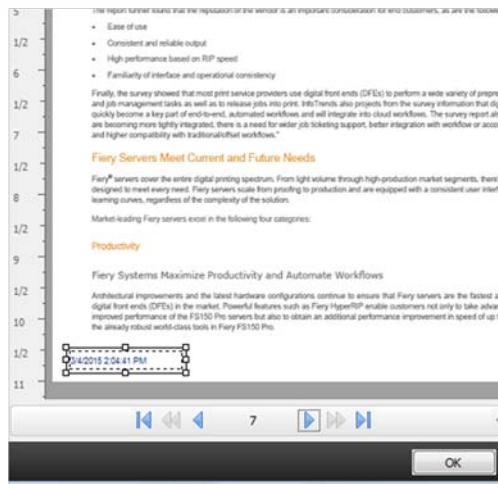 5
The report further found that the reputation of the vendor is an important consideration for end customers, as are the
• Ease of use
1/2
• Consistent and reliable output
• High performance based on RIP speed
6
• Familiarity of interface and operational consistency
Finally, the survey showed that most print service providers use digital front ends (DFEs) to perform a wide variety of
1/2
and job management tasks as well as to release jobs into print. InfoTrends also projects from the survey information that
quickly become a key part of end-to-end, automated workflows and will integrate into cloud workflows. The survey report
are becoming more tightly integrated, there is a need for wider job ticketing support, better integration with workflow or
7
and higher compatibility with traditional/offset workflows."
Fiery Servers Meet Current and Future Needs
1/2
Fiery® servers cover the entire digital printing spectrum. From light volume through high-production market segments,
designed to meet every need. Fiery servers scale from proofing to production and are equipped with a consistent user
8
learning curves, regardless of the complexity of the solution.
Market-leading Fiery servers excel in the following four categories:
1/2
Productivity
9
Fiery Systems Maximize Productivity and Automate Workflows
1/2
Architectural improvements and the latest hardware configurations continue to ensure that Fiery servers are the fastest
digital front ends (DFEs) in the market. Powerful features such as Fiery HyperRIP enable customers not only to take
10
improved performance of the FS150 Pro servers but also to obtain an additional performance improvement in speed of up
the already robust world-class tools in Fiery FS150 Pro.
1/2
3/4/2015 2:04:41 PM
11
7
OK